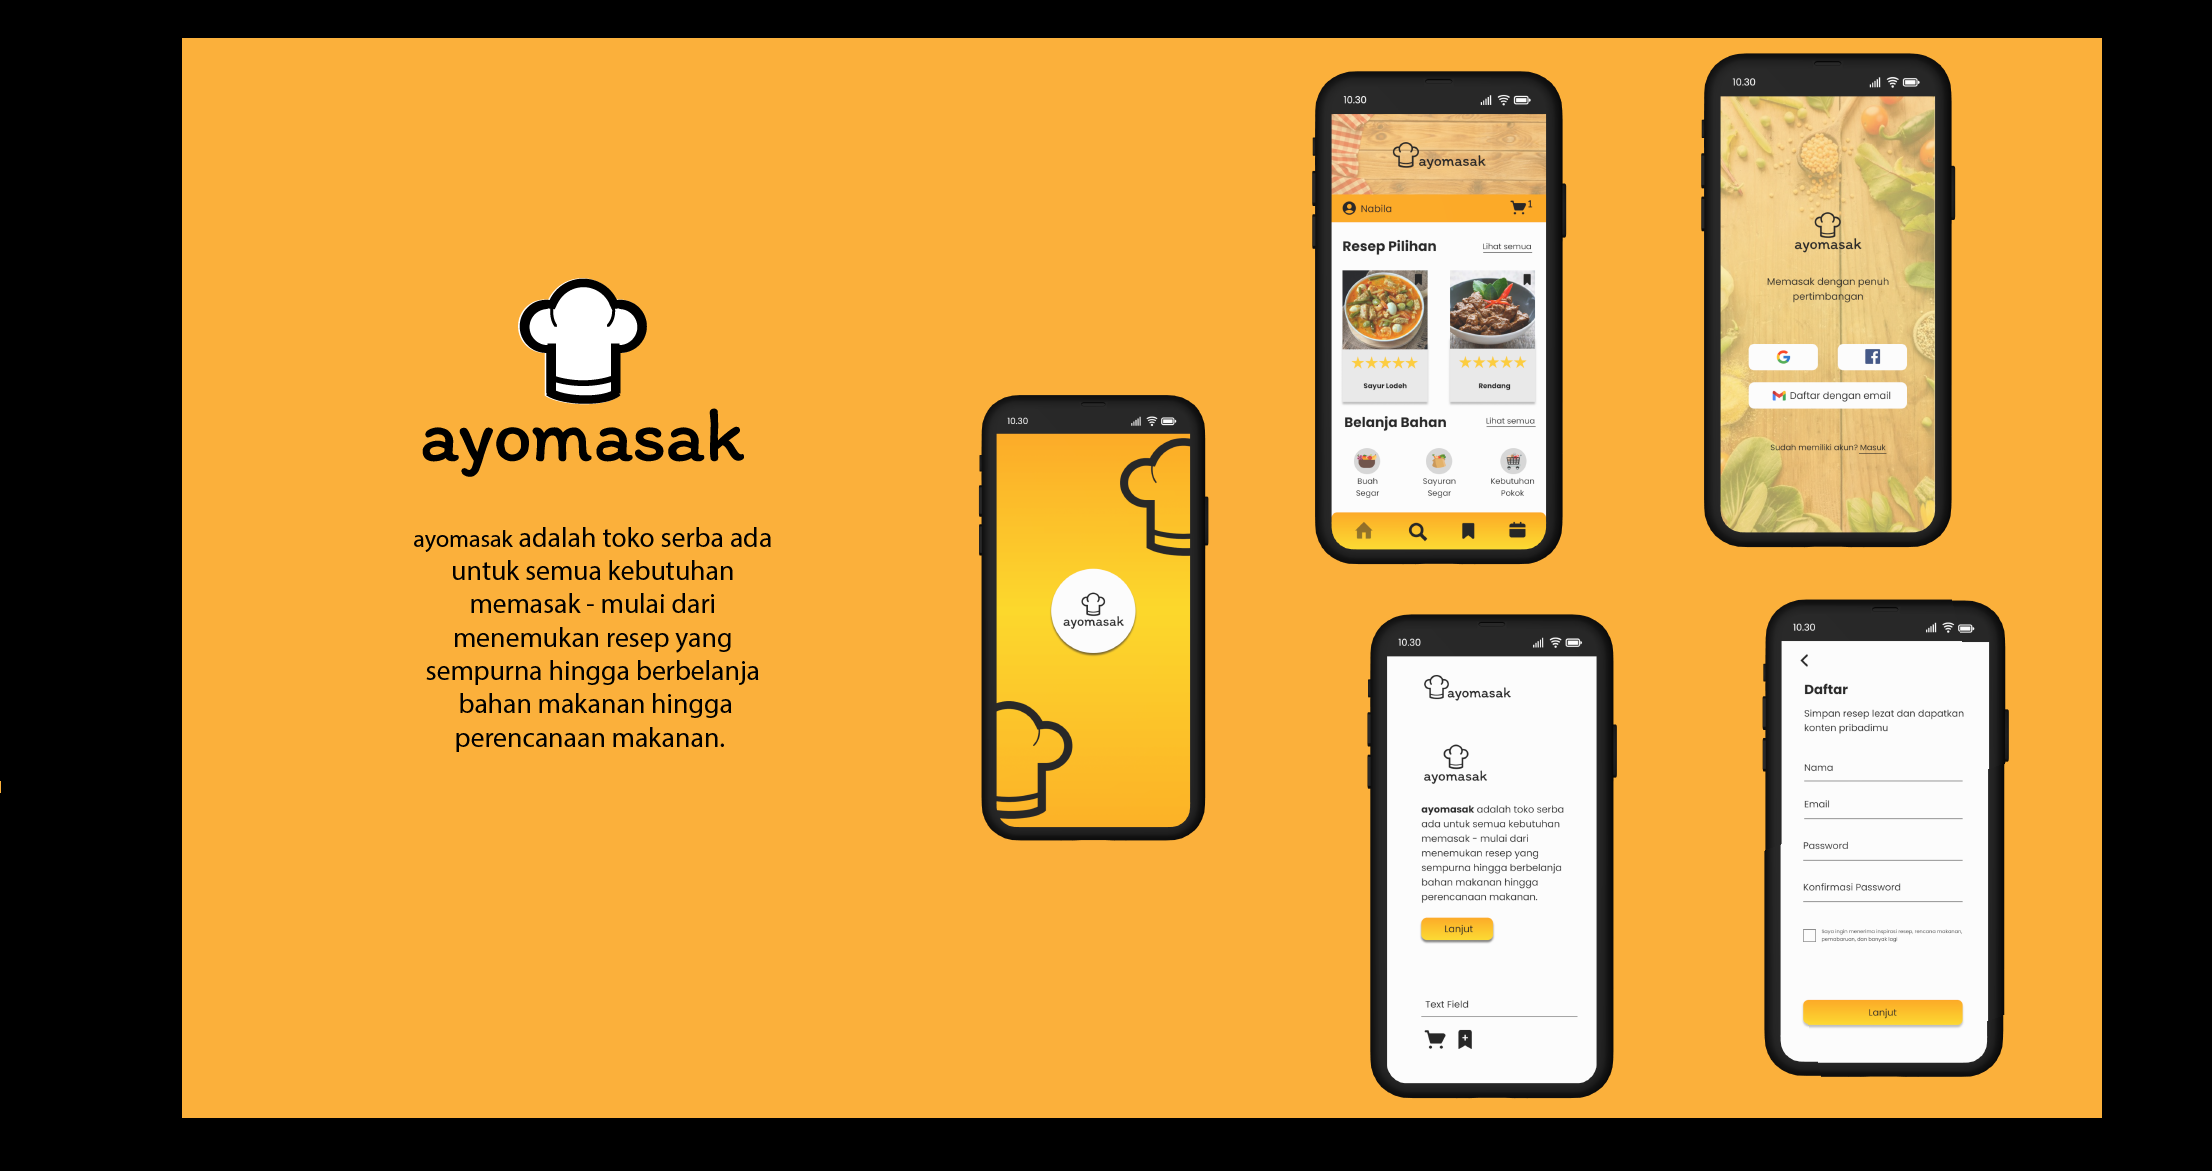 ayomasak
ayomasak adalah toko serba ada
untuk semua kebutuhan
memasak - mulai dari
menemukan resep yang
sempurna hingga berbelanja
bahan makanan hingga
perencanaan makanan.
10.30
ayomasak
10.30
ayomasak
Nabila
1
Resep Pilihan
Lihat semua
Sayur Lodeh
Rendang
Belanja Bahan
Lihat semua
Buah
Segar
Sayuran
Segar
Kebutuhan
Pokok
10.30
ayomasak
Memasak dengan penuh
pertimbangan
G
f
Daftar dengan email
Sudah memiliki akun? Masuk
10.30
ayomasak
ayomasak
ayomasak adalah toko serba
ada untuk semua kebutuhan
memasak - mulai dari
menemukan resep yang
sempurna hingga berbelanja
bahan makanan hingga
perencanaan makanan.
Lanjut
Text Field
10.30
Daftar
Simpan resep lezat dan dapatkan
konten pribadimu
Nama
Email
Password
Konfirmasi Password
Saya ingin menerima inspirasi resep, rencana makanan,
pemabaruan, dan banyak lagi
Lanjut